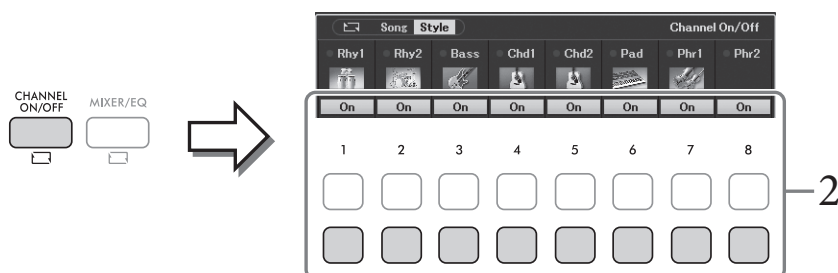 Song Style Channel On/Off
Rhy1 Rhy2 Bass Chd1 Chd2 Pad Phr1 Phr2
On On On On On On On On
CHANNEL
ON/OFF
MIXER/EQ
1 2 3 4 5 6 7 8
2